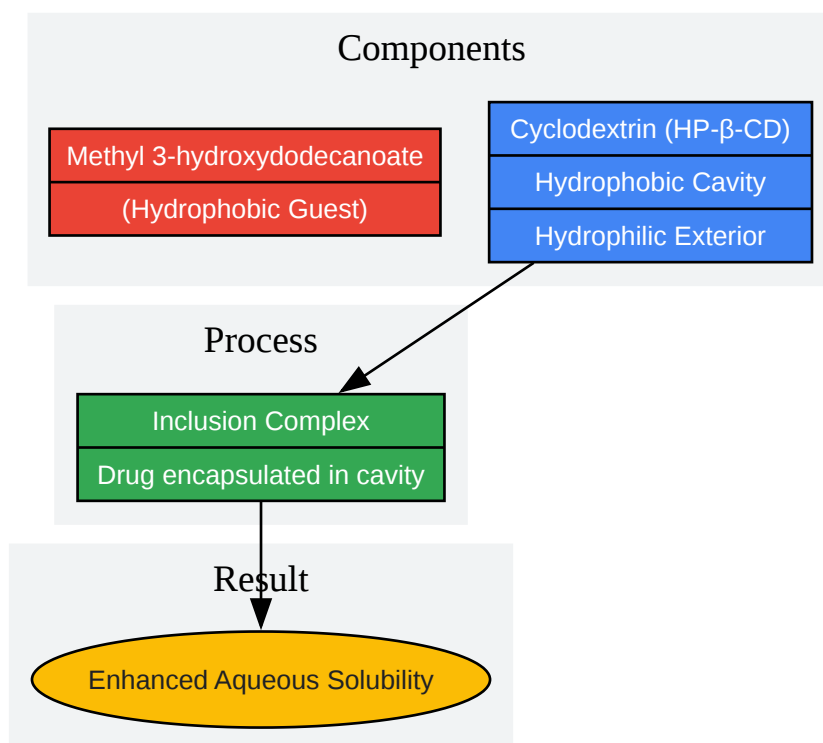 Components
Methyl 3-hydroxydodecanoate
(Hydrophobic Guest)
Cyclodextrin (HP-β-CD)
Hydrophobic Cavity
Hydrophilic Exterior
Process
Inclusion Complex
Drug encapsulated in cavity
Result
Enhanced Aqueous Solubility